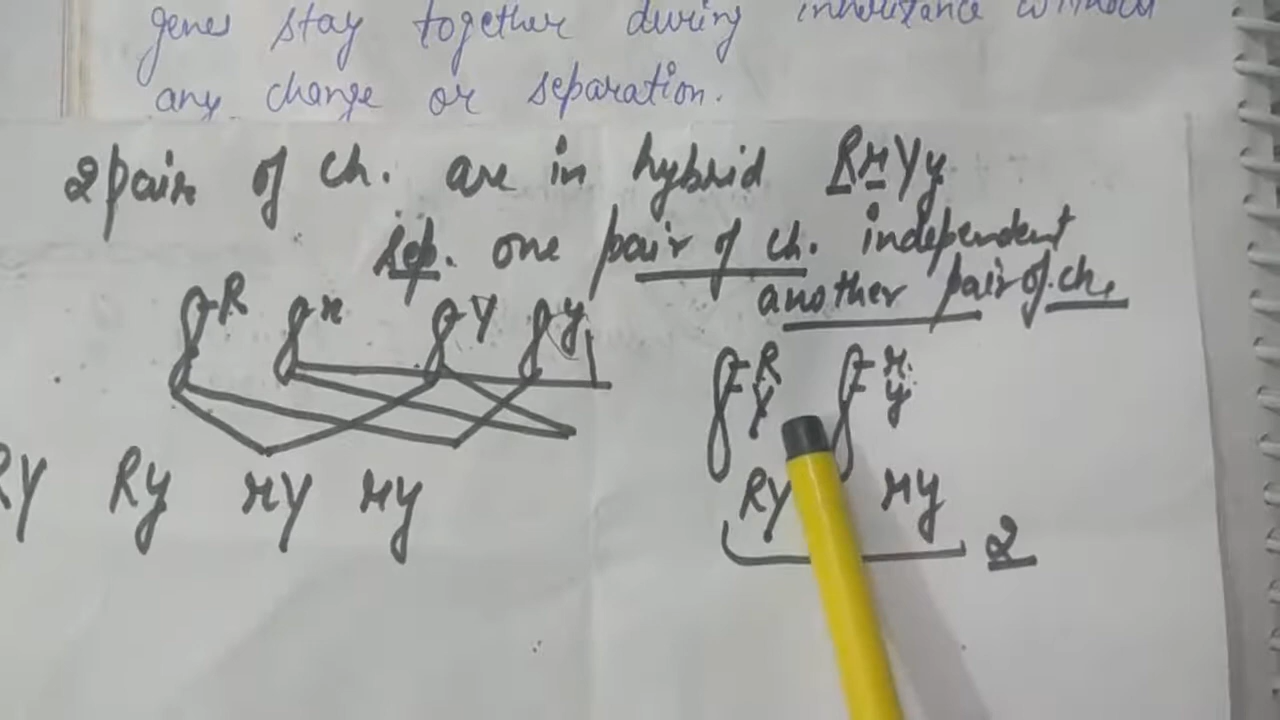 genes stay together during inheritance without
any change or separation.
2 pair of ch. are in hybrid RrYy
sep. one pair of ch. independent
another pair of ch.
R r Y y
R r
Y y
RY Ry rY ry
RY ry 2